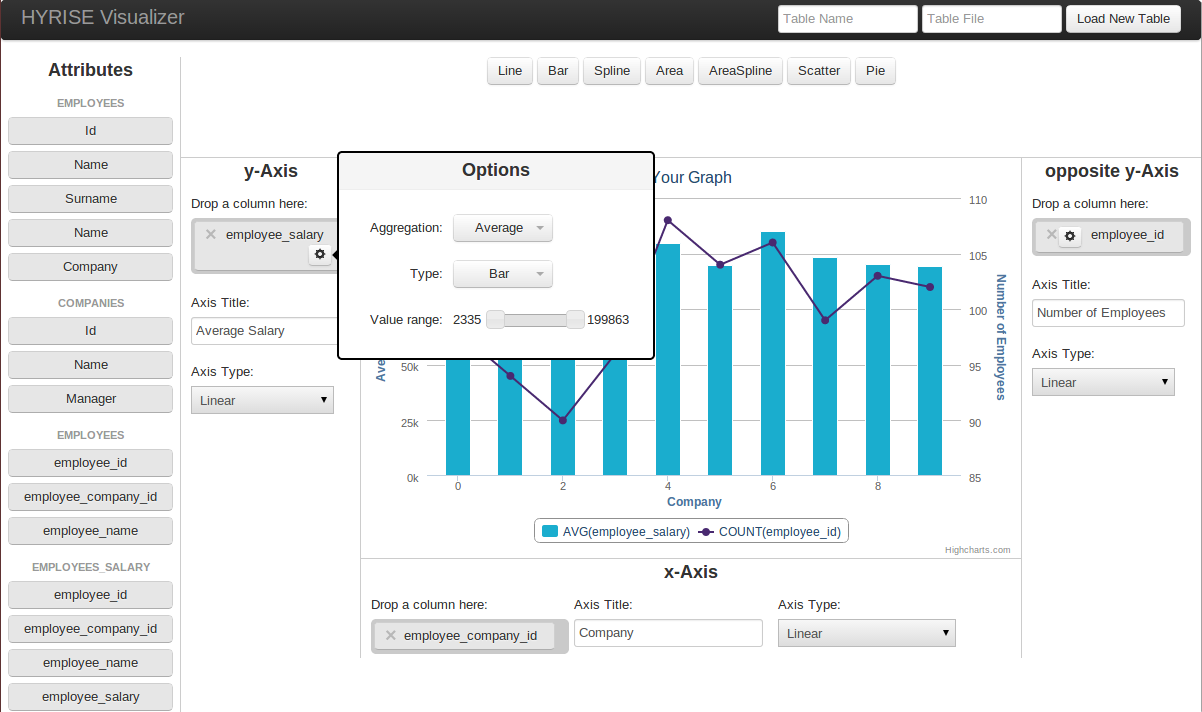 HYRISE Visualizer
Table Name
Table File
Load New Table
Attributes
EMPLOYEES
Id
Name
Surname
Name
Company
COMPANIES
Id
Name
Manager
EMPLOYEES
employee_id
employee_company_id
employee_name
EMPLOYEES_SALARY
employee_id
employee_company_id
employee_name
employee_salary
Line
Bar
Spline
Area
AreaSpline
Scatter
Pie
y-Axis
Drop a column here:
employee_salary
Axis Title:
Average Salary
Axis Type:
Linear
Options
Aggregation:
Average
Type:
Bar
Value range:
2335
199863
Your Graph
Ave
50k
25k
0k
110
105
100
95
90
85
Number of Employees
0
2
4
6
8
Company
AVG(employee_salary)
COUNT(employee_id)
Highcharts.com
opposite y-Axis
Drop a column here:
employee_id
Axis Title:
Number of Employees
Axis Type:
Linear
x-Axis
Drop a column here:
employee_company_id
Axis Title:
Company
Axis Type:
Linear